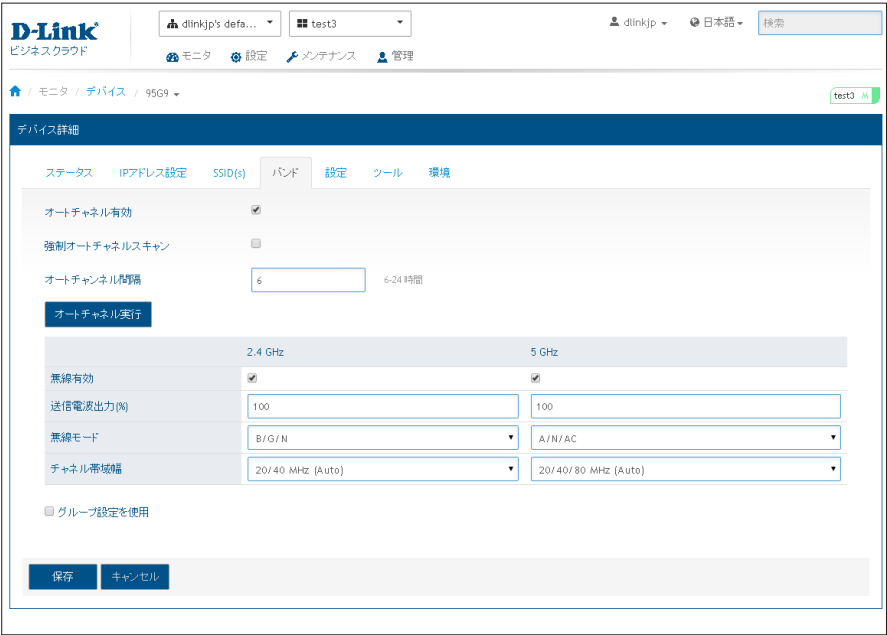 D-Link
ビジネスクラウド
dlinkjp's defa...
test3
dlinkjp
日本語
検索
モニタ
設定
メンテナンス
管理
/ モニタ / デバイス / 95G9
test3 M
デバイス詳細
ステータス
IPアドレス設定
SSID(s)
バンド
設定
ツール
環境
オートチャネル有効
強制オートチャネルスキャン
オートチャンネル間隔
6
6-24 時間
オートチャネル実行
2.4 GHz
5 GHz
無線有効
送信電波出力(%)
100
100
無線モード
B/G/N
A/N/AC
チャネル帯域幅
20/40 MHz (Auto)
20/40/80 MHz (Auto)
グループ設定を使用
保存
キャンセル